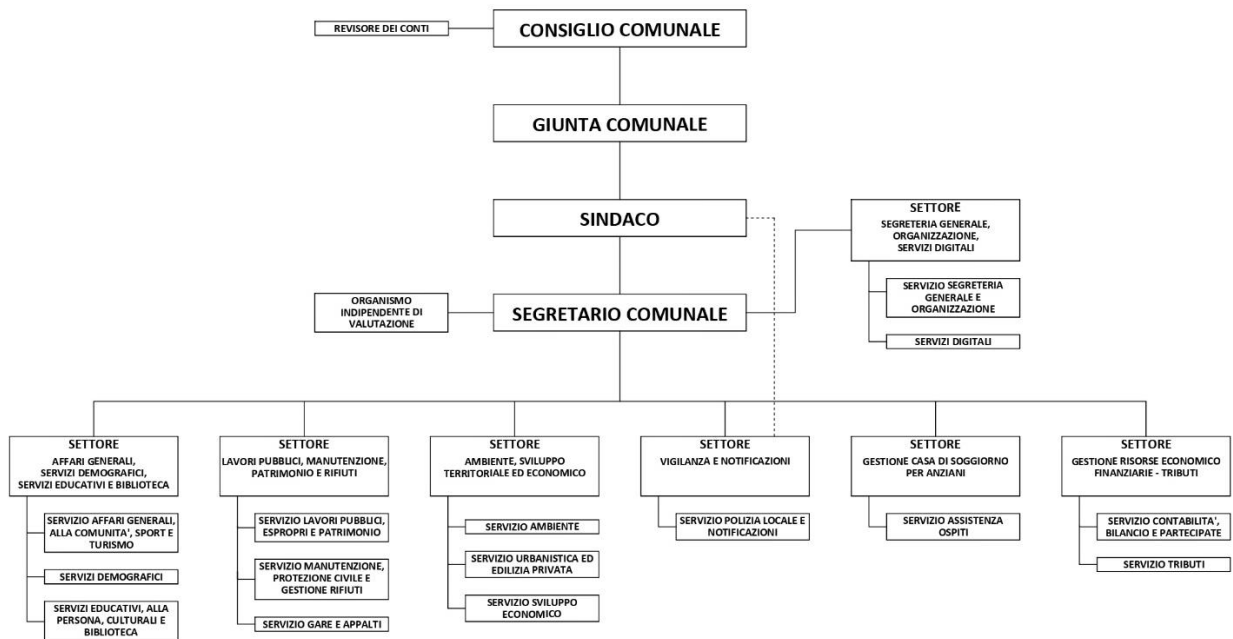 CONSIGLIO COMUNALE
REVISORE DEI CONTI
GIUNTA COMUNALE
SINDACO
SETTORE
SEGRETERIA GENERALE,
ORGANIZZAZIONE,
SERVIZI DIGITALI
SERVIZIO SEGRETERIA
GENERALE E
ORGANIZZAZIONE
SERVIZI DIGITALI
ORGANISMO
INDIPENDENTE DI
VALUTAZIONE
SEGRETARIO COMUNALE
SETTORE
AFFARI GENERALI,
SERVIZI DEMOGRAFICI,
SERVIZI EDUCATIVI E BIBLIOTECA
SERVIZIO AFFARI GENERALI,
ALLA COMUNITA', SPORT E
TURISMO
SERVIZI DEMOGRAFICI
SERVIZI EDUCATIVI, ALLA
PERSONA, CULTURALI E
BIBLIOTECA
SETTORE
LAVORI PUBBLICI, MANUTENZIONE,
PATRIMONIO E RIFIUTI
SERVIZIO LAVORI PUBBLICI,
ESPROPRI E PATRIMONIO
SERVIZIO MANUTENZIONE,
PROTEZIONE CIVILE E
GESTIONE RIFIUTI
SERVIZIO GARE E APPALTI
SETTORE
AMBIENTE, SVILUPPO
TERRITORIALE ED ECONOMICO
SERVIZIO AMBIENTE
SERVIZIO URBANISTICA ED
EDILIZIA PRIVATA
SERVIZIO SVILUPPO
ECONOMICO
SETTORE
VIGILANZA E NOTIFICAZIONI
SERVIZIO POLIZIA LOCALE E
NOTIFICAZIONI
SETTORE
GESTIONE CASA DI SOGGIORNO
PER ANZIANI
SERVIZIO ASSISTENZA
OSPITI
SETTORE
GESTIONE RISORSE ECONOMICO
FINANZIARIE - TRIBUTI
SERVIZIO CONTABILITA',
BILANCIO E PARTECIPATE
SERVIZIO TRIBUTI